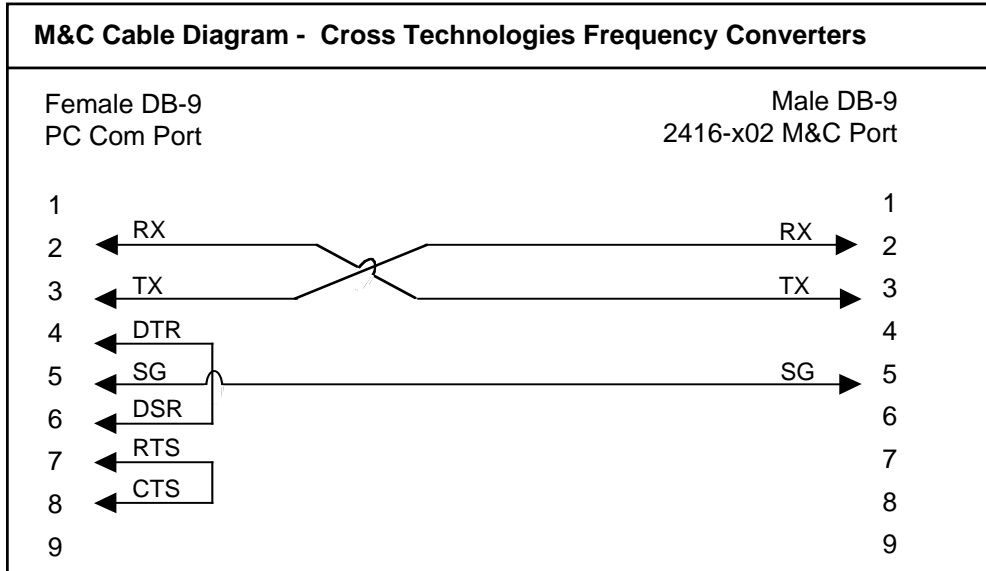 M&C Cable Diagram - Cross Technologies Frequency Converters
Female DB-9
PC Com Port
Male DB-9
2416-x02 M&C Port
1 1
2 RX RX 2
3 TX TX 3
4 DTR 4
5 SG SG 5
6 DSR 6
7 RTS 7
8 CTS 8
9 9